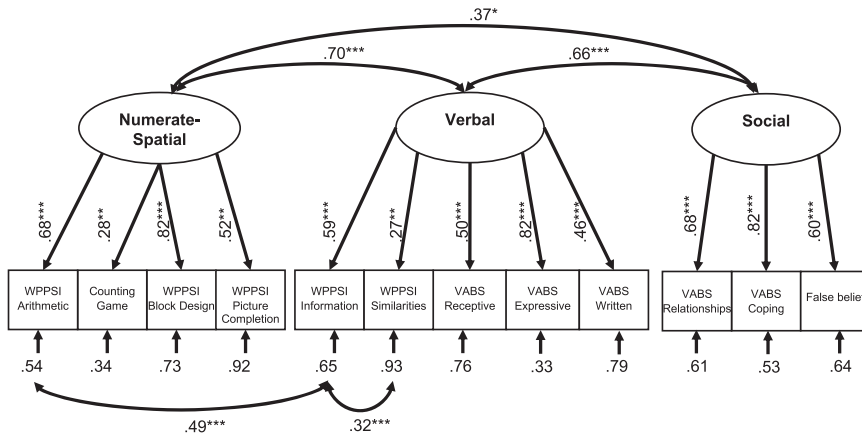 .37*
.70***
.66***
Numerate-
Spatial
Verbal
Social
.68***
.28**
.82***
.52**
.59***
.27**
.50***
.82***
.46***
.68***
.82***
.60***
WPPSI
Arithmetic
Counting
Game
WPPSI
Block Design
WPPSI
Picture
Completion
WPPSI
Information
WPPSI
Similarities
VABS
Receptive
VABS
Expressive
VABS
Written
VABS
Relationships
VABS
Coping
False belief
.54
.34
.73
.92
.65
.93
.76
.33
.79
.61
.53
.64
.49***
.32***